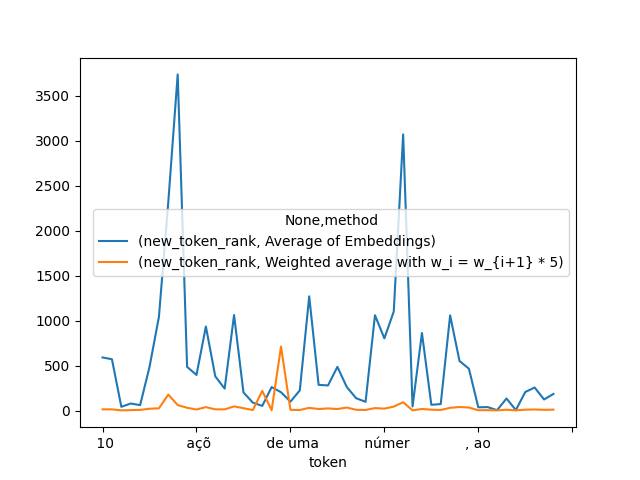 3500
3000
2500
2000
1500
1000
500
0
None,method
(new_token_rank, Average of Embeddings)
(new_token_rank, Weighted average with w_i = w_{i+1} * 5)
10 açõ de uma númer , ao
token